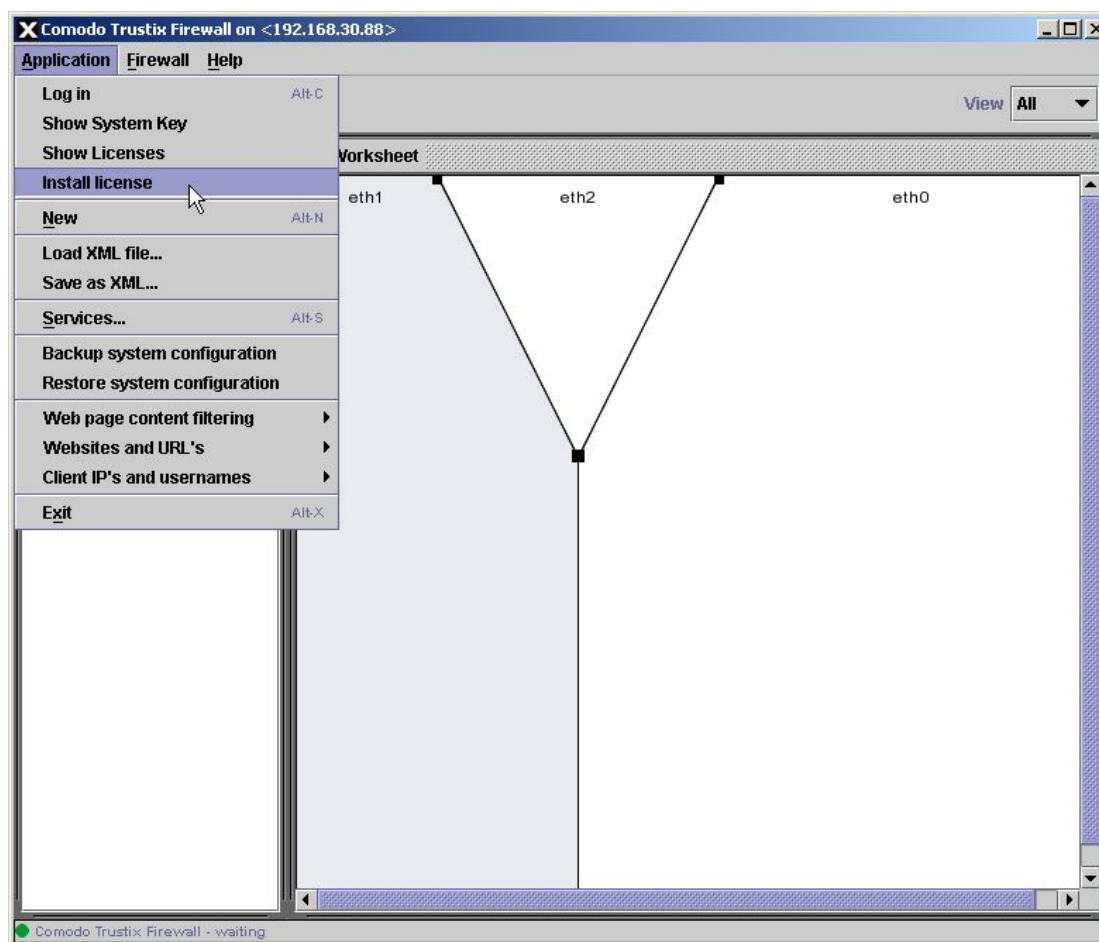 Comodo Trustix Firewall on <192.168.30.88>
Application Firewall Help
Log in Alt-C
Show System Key
Show Licenses
Install license
New Alt-N
Load XML file...
Save as XML...
Services... Alt-S
Backup system configuration
Restore system configuration
Web page content filtering
Websites and URL's
Client IP's and usernames
Exit Alt-X
View All
Worksheet
eth1 eth2 eth0
Comodo Trustix Firewall - waiting